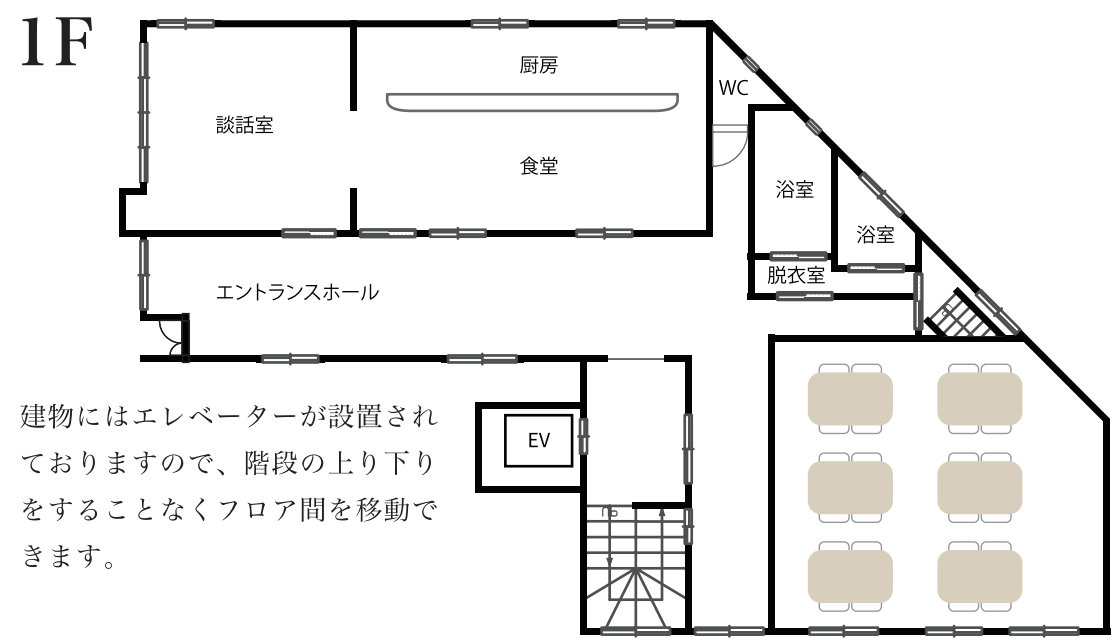 1F
厨房
WC
談話室
食堂
浴室
浴室
脱衣室
エントランスホール
建物にはエレベーターが設置され
ておりますので、階段の上り下り
をすることなくフロア間を移動で
きます。
EV